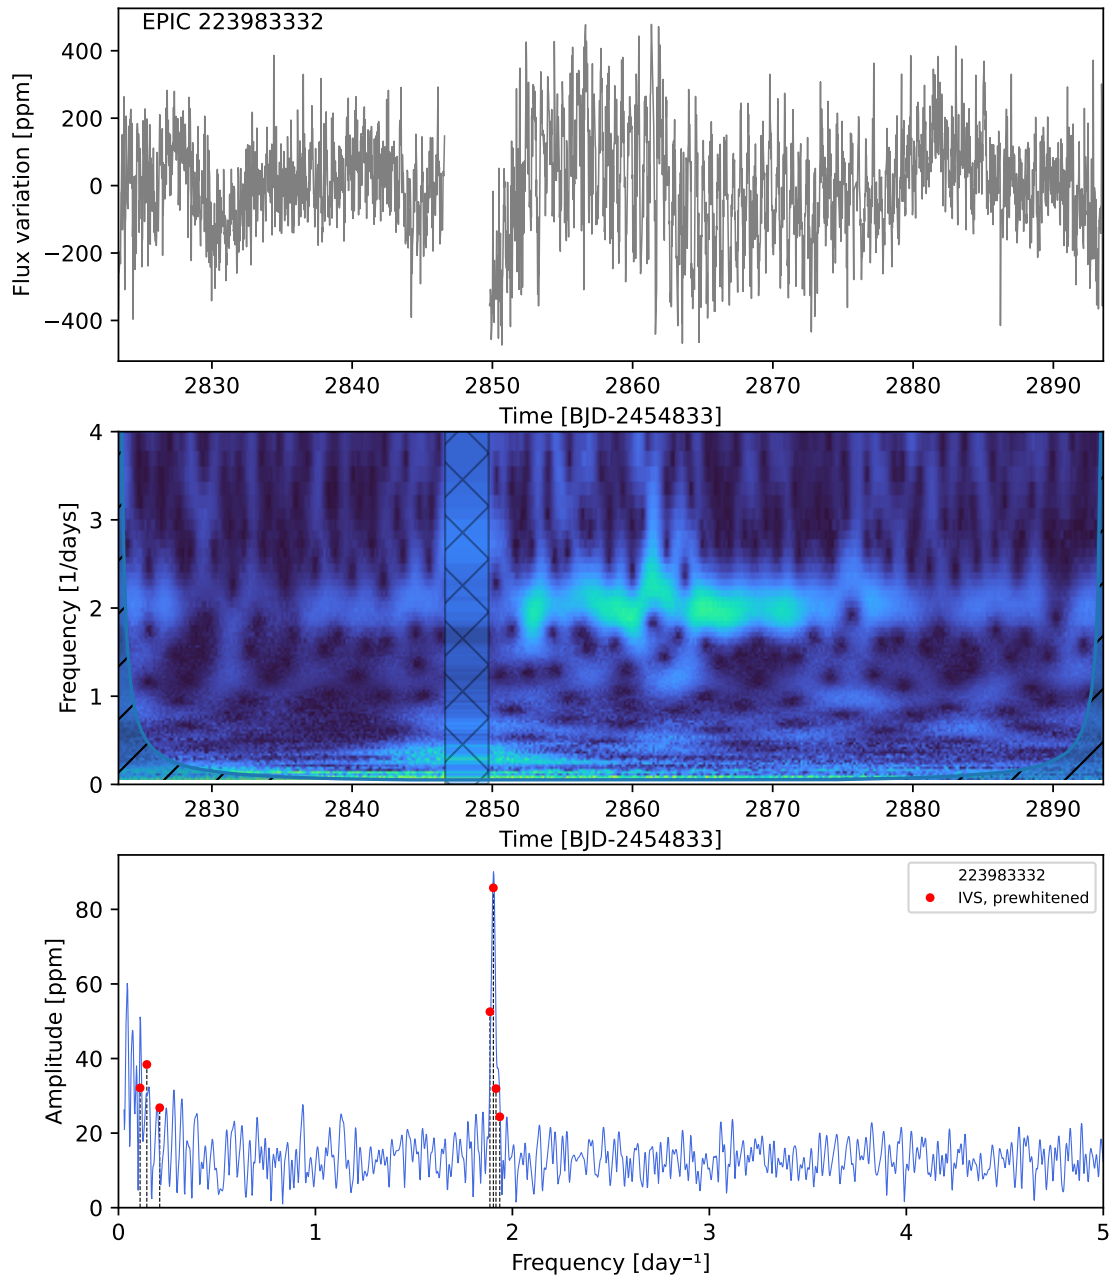 EPIC 223983332
Flux variation [ppm]
400
200
0
−200
−400
2830 2840 2850 2860 2870 2880 2890
Time [BJD-2454833]
Frequency [1/days]
4
3
2
1
0
2830 2840 2850 2860 2870 2880 2890
Time [BJD-2454833]
223983332
IVS, prewhitened
Amplitude [ppm]
80
60
40
20
0
0 1 2 3 4 5
Frequency [day⁻¹]